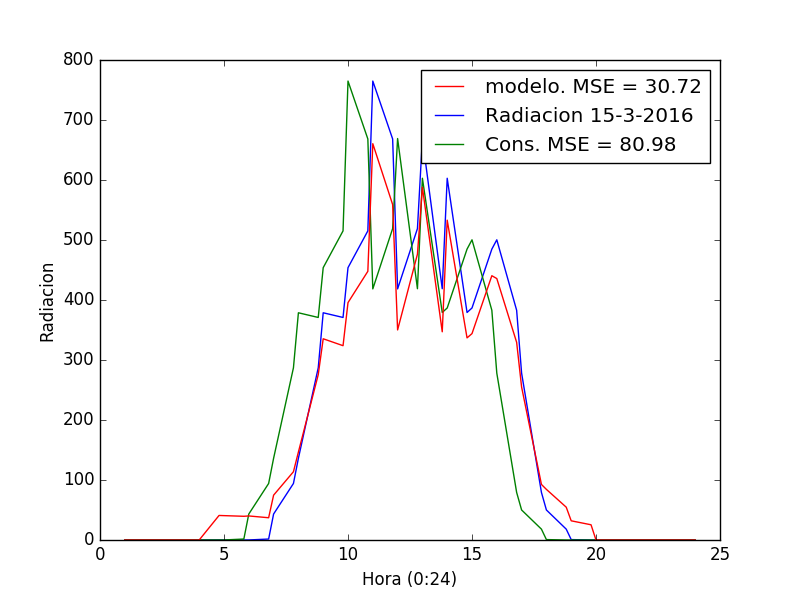 800
700
600
500
400
300
200
100
0
Radiacion
modelo. MSE = 30.72
Radiacion 15-3-2016
Cons. MSE = 80.98
0 5 10 15 20 25
Hora (0:24)